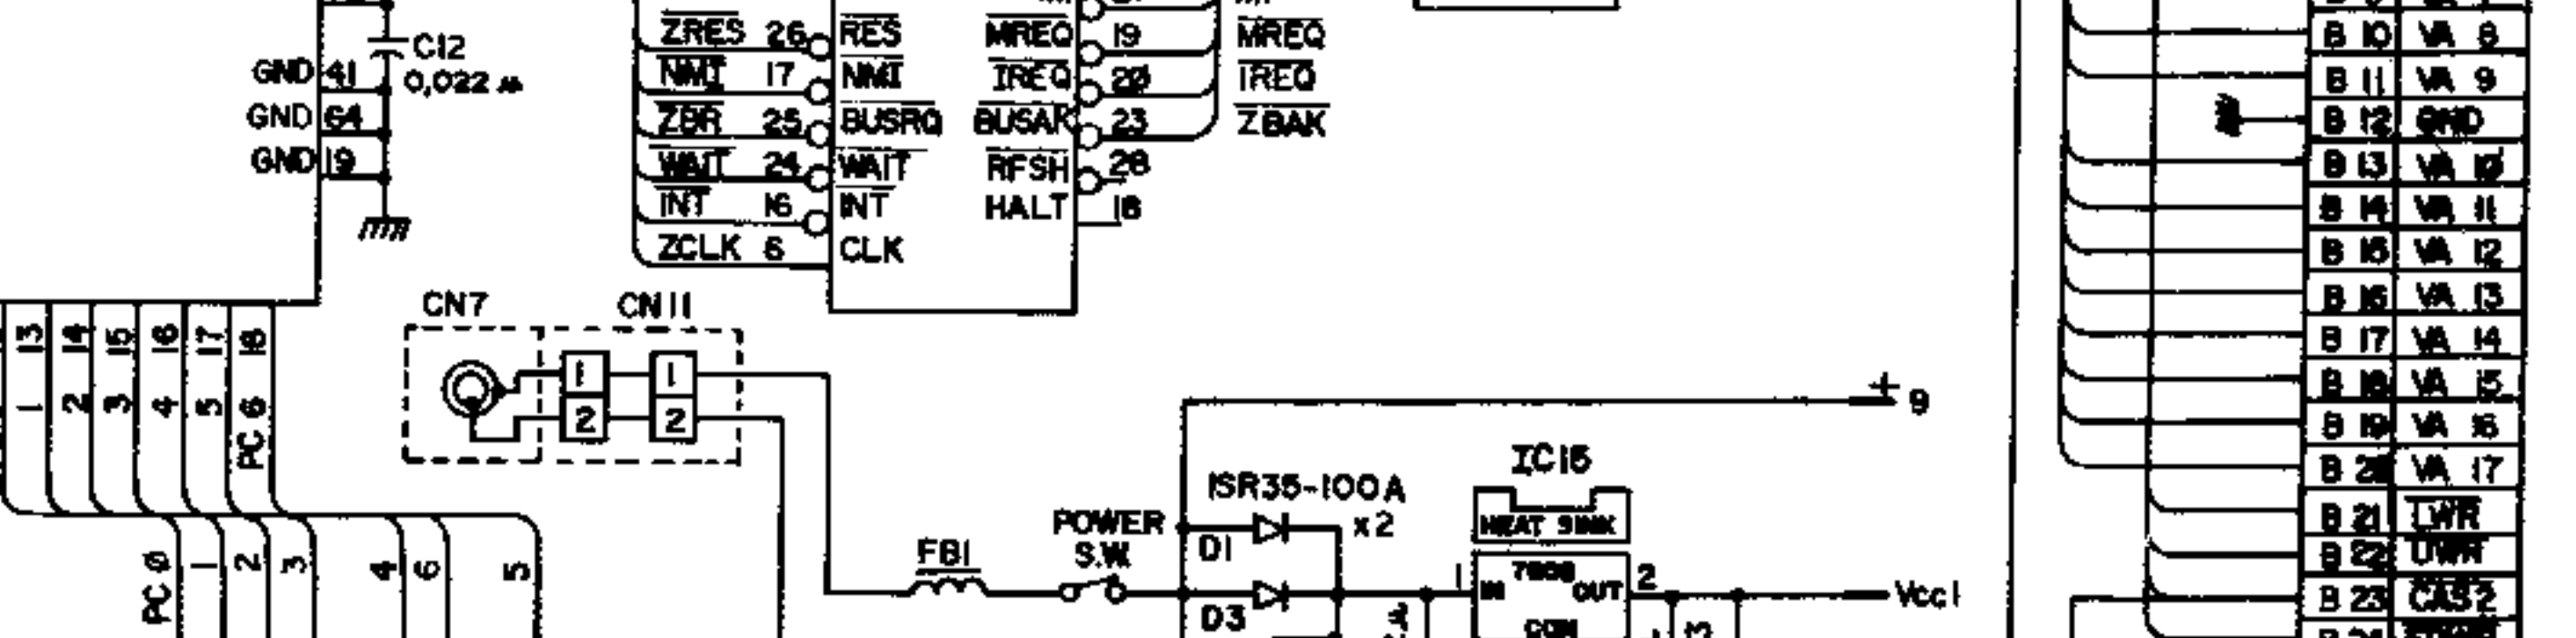 C12
0,022 μ
GND 41
GND 64
GND 19
ZRES 26 RES
NMI 17 NMI
ZBR 25 BUSRQ
WAIT 24 WAIT
INT 16 INT
ZCLK 6 CLK
MREQ 19 MREQ
IREQ 20 IREQ
BUSAK 23 ZBAK
RFSH 28
HALT 18
13 14 15 16 17 18
1 2 3 4 5 PC 6
PC 0 1 2 3 4 6 5
CN7 CN11
1 1
2 2
+ 9
FB1
POWER
S.W.
1SR35-100A
x2
D1
D3
IC15
HEAT SINK
1 IN OUT 2
COM
Vcc1
B 10 VA 8
B 11 VA 9
B 12 GND
B 13 VA 10
B 14 VA 11
B 15 VA 12
B 16 VA 13
B 17 VA 14
B 18 VA 15
B 19 VA 16
B 20 VA 17
B 21 LWR
B 22 UWR
B 23 CAS2